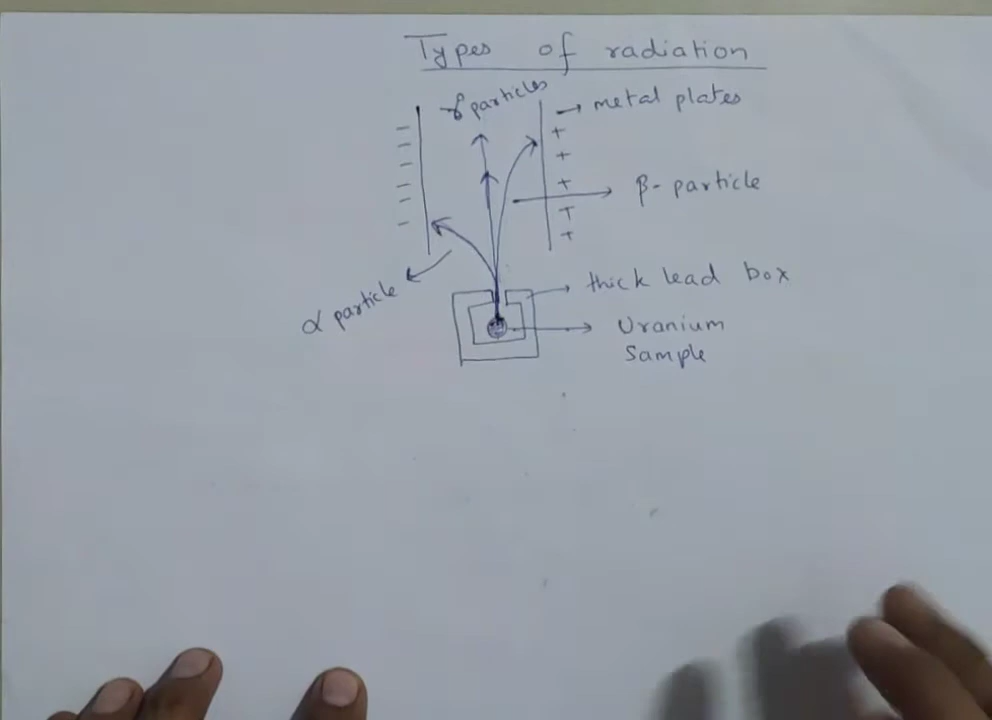 Types of radiation
γ particles
→ metal plates
β- particle
α particle
thick lead box
Uranium
Sample
− − − − − −
+ + + + +